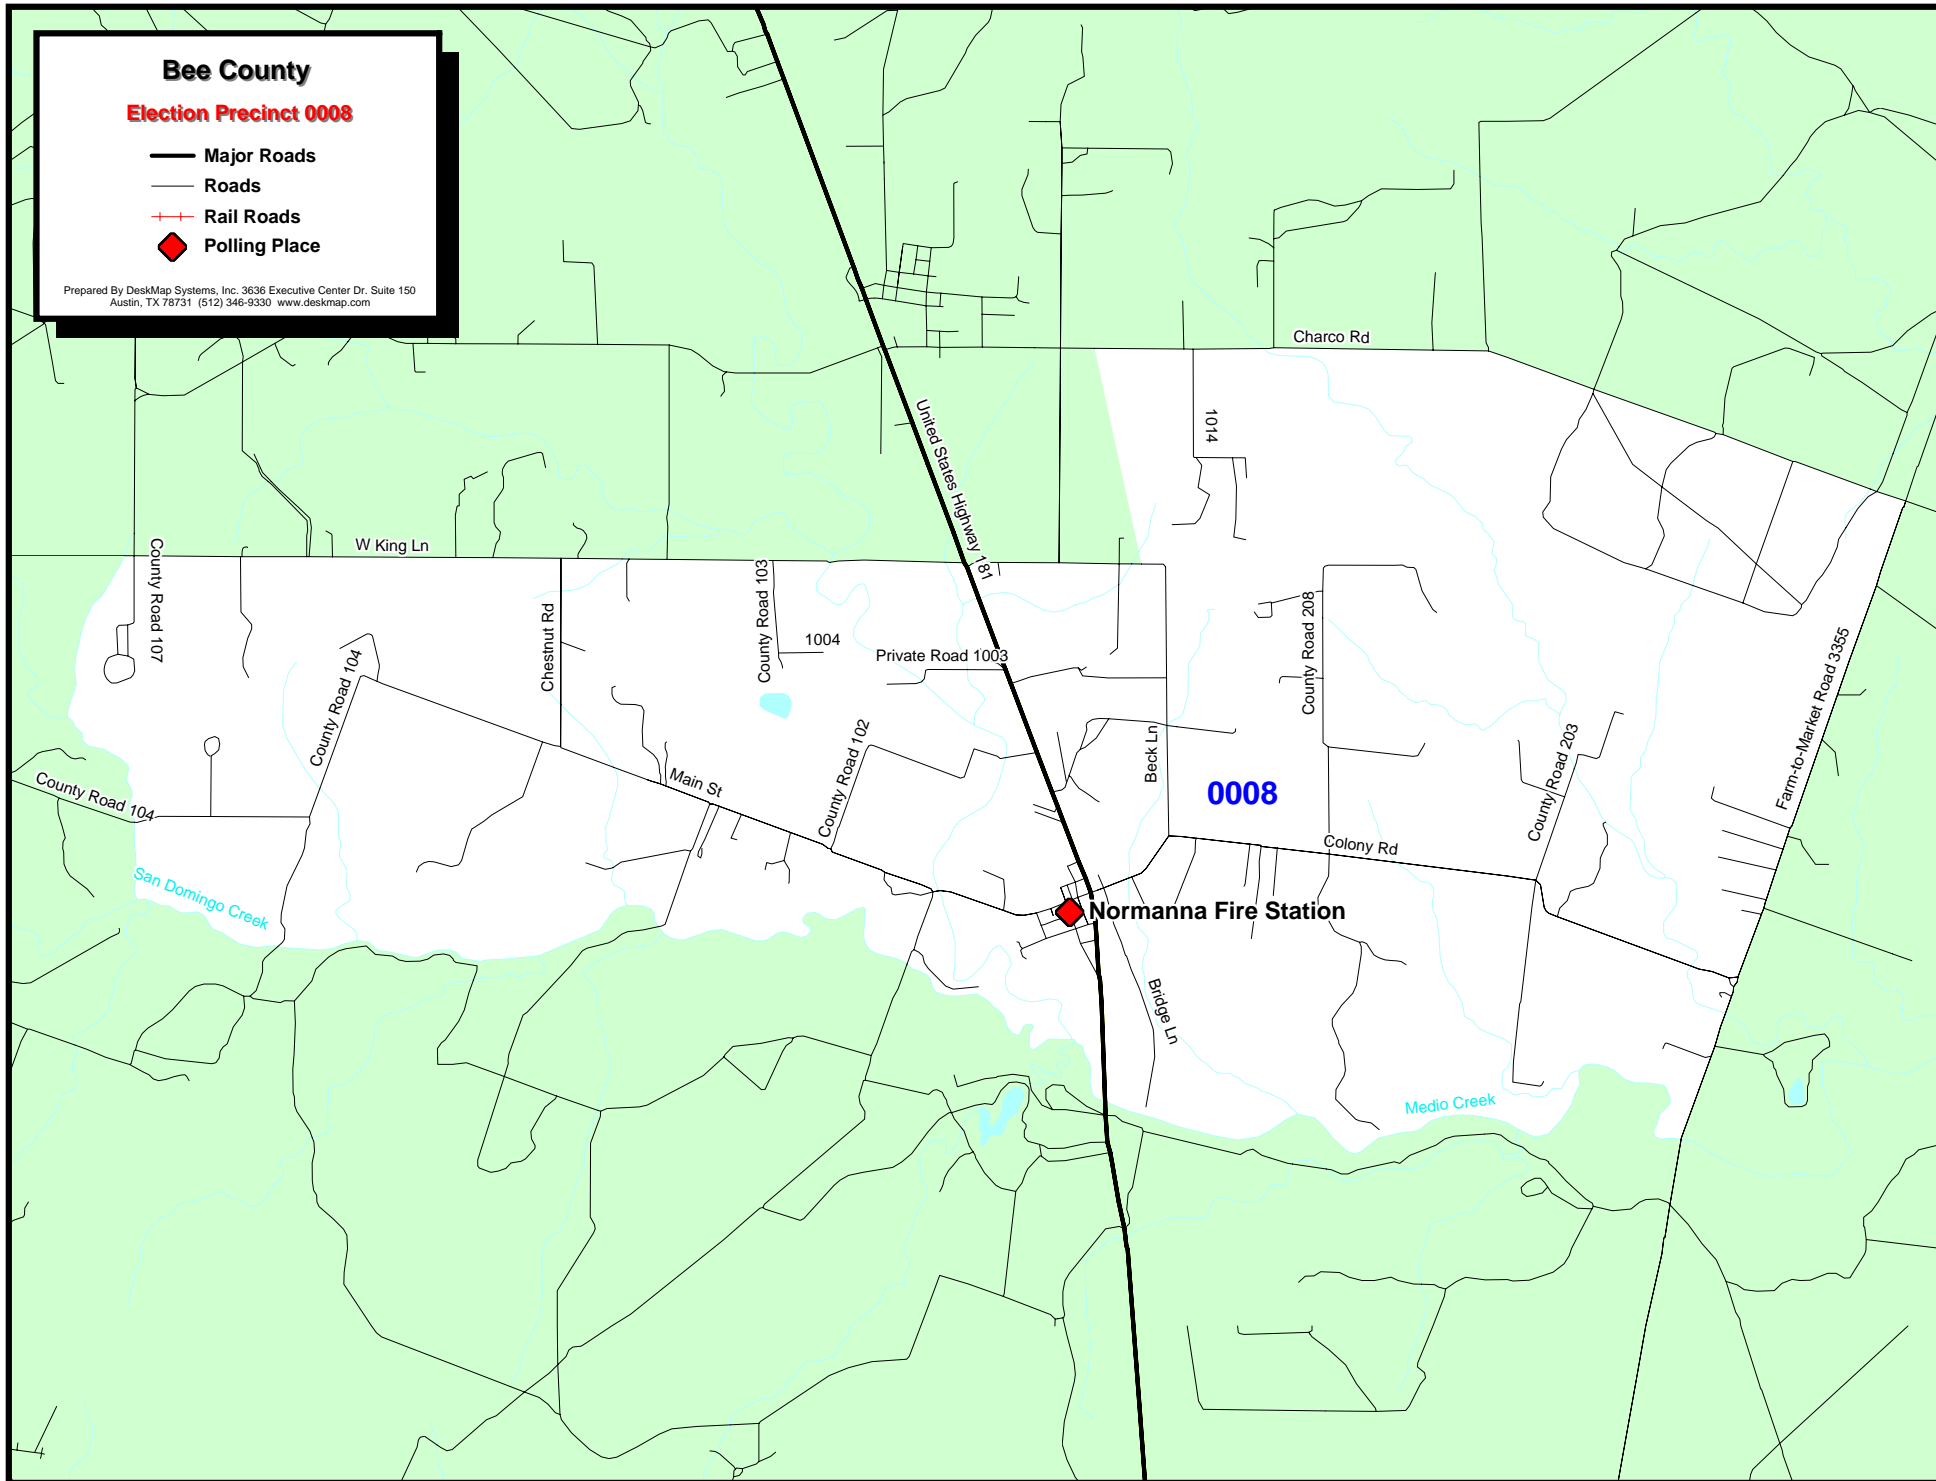 Bee County
Election Precinct 0008
Major Roads
Roads
Rail Roads
Polling Place
Prepared By DeskMap Systems, Inc. 3636 Executive Center Dr. Suite 150
Austin, TX 78731 (512) 346-9330 www.deskmap.com
Charco Rd
United States Highway 181
1014
W King Ln
County Road 107
Chestnut Rd
County Road 103
1004
Private Road 1003
County Road 208
County Road 104
County Road 102
Beck Ln
County Road 203
Farm-to-Market Road 3355
County Road 104
Main St
0008
Colony Rd
San Domingo Creek
Normanna Fire Station
Bridge Ln
Medio Creek